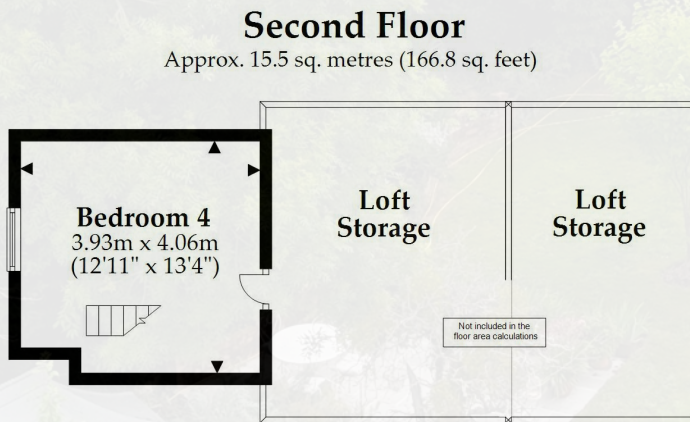 Second Floor
Approx. 15.5 sq. metres (166.8 sq. feet)
Bedroom 4
3.93m x 4.06m
(12'11" x 13'4")
Loft
Storage
Loft
Storage
Not included in the
floor area calculations